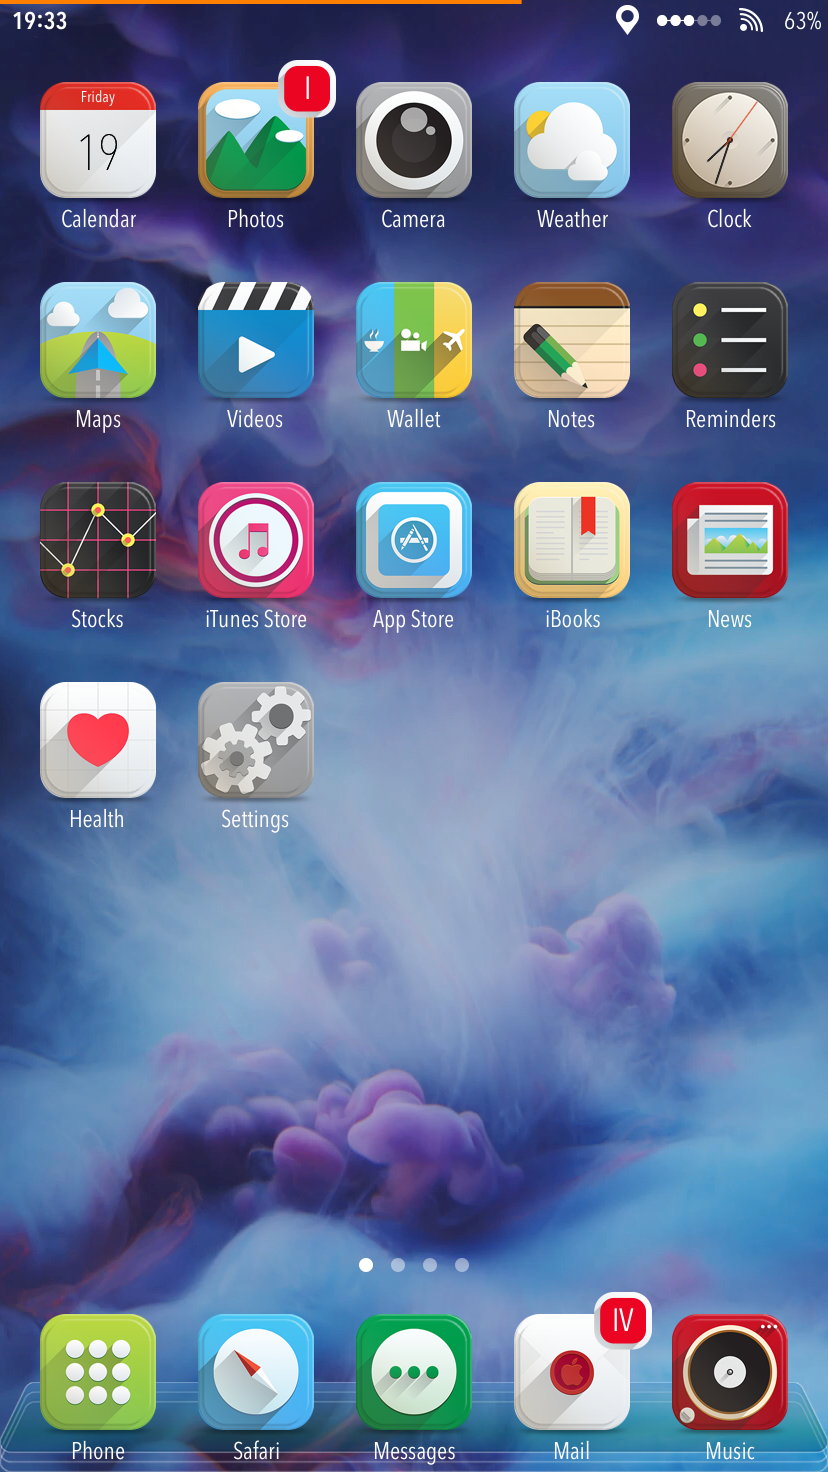 19:33
63%
Friday
19
I
Calendar
Photos
Camera
Weather
Clock
Maps
Videos
Wallet
Notes
Reminders
Stocks
iTunes Store
App Store
iBooks
News
Health
Settings
IV
Phone
Safari
Messages
Mail
Music